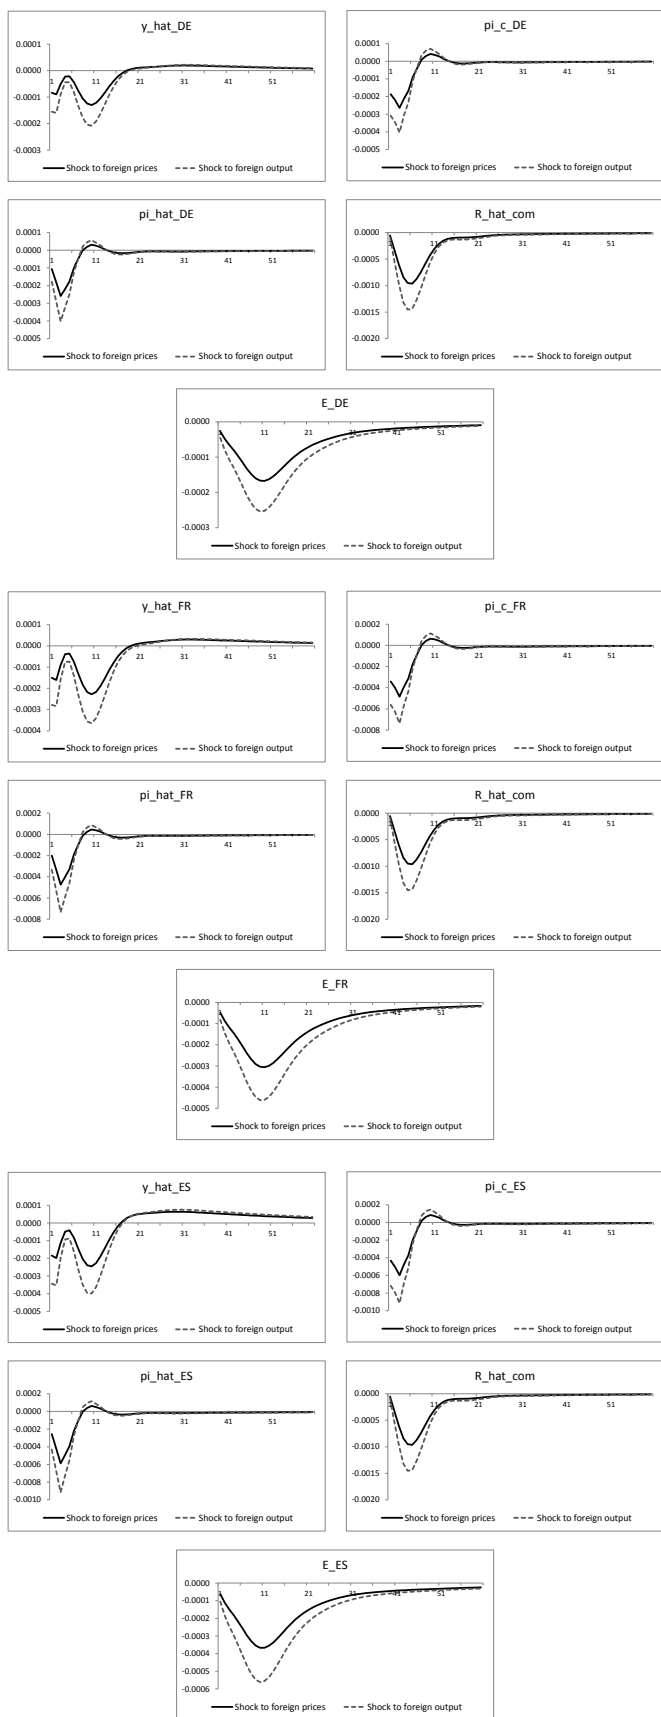 y_hat_DE
0.0001
0.0000
-0.0001
-0.0002
-0.0003
1 11 21 31 41 51
Shock to foreign prices Shock to foreign output
pi_c_DE
0.0001
0.0000
-0.0001
-0.0002
-0.0003
-0.0004
-0.0005
1 11 21 31 41 51
Shock to foreign prices Shock to foreign output
pi_hat_DE
0.0001
0.0000
-0.0001
-0.0002
-0.0003
-0.0004
-0.0005
1 11 21 31 41 51
Shock to foreign prices Shock to foreign output
R_hat_com
0.0000
-0.0005
-0.0010
-0.0015
-0.0020
1 11 21 31 41 51
Shock to foreign prices Shock to foreign output
E_DE
0.0000
-0.0001
-0.0002
-0.0003
1 11 21 31 41 51
Shock to foreign prices Shock to foreign output
y_hat_FR
0.0001
0.0000
-0.0001
-0.0002
-0.0003
-0.0004
1 11 21 31 41 51
Shock to foreign prices Shock to foreign output
pi_c_FR
0.0002
0.0000
-0.0002
-0.0004
-0.0006
-0.0008
1 11 21 31 41 51
Shock to foreign prices Shock to foreign output
pi_hat_FR
0.0002
0.0000
-0.0002
-0.0004
-0.0006
-0.0008
1 11 21 31 41 51
Shock to foreign prices Shock to foreign output
R_hat_com
0.0000
-0.0005
-0.0010
-0.0015
-0.0020
1 11 21 31 41 51
Shock to foreign prices Shock to foreign output
E_FR
0.0000
-0.0001
-0.0002
-0.0003
-0.0004
-0.0005
1 11 21 31 41 51
Shock to foreign prices Shock to foreign output
y_hat_ES
0.0001
0.0000
-0.0001
-0.0002
-0.0003
-0.0004
-0.0005
1 11 21 31 41 51
Shock to foreign prices Shock to foreign output
pi_c_ES
0.0002
0.0000
-0.0002
-0.0004
-0.0006
-0.0008
-0.0010
1 11 21 31 41 51
Shock to foreign prices Shock to foreign output
pi_hat_ES
0.0002
0.0000
-0.0002
-0.0004
-0.0006
-0.0008
-0.0010
1 11 21 31 41 51
Shock to foreign prices Shock to foreign output
R_hat_com
0.0000
-0.0005
-0.0010
-0.0015
-0.0020
1 11 21 31 41 51
Shock to foreign prices Shock to foreign output
E_ES
0.0000
-0.0001
-0.0002
-0.0003
-0.0004
-0.0005
-0.0006
1 11 21 31 41 51
Shock to foreign prices Shock to foreign output